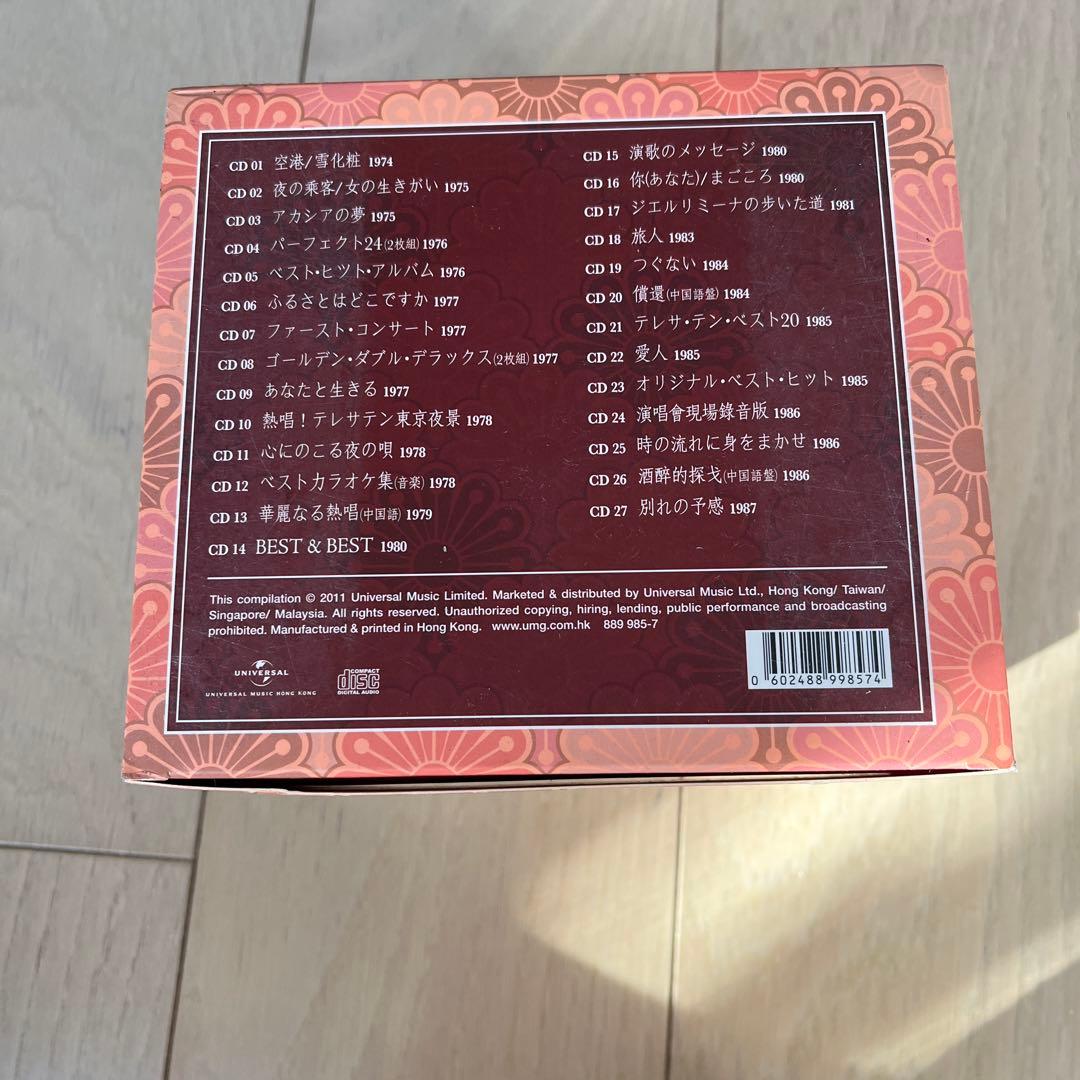 CD 01 空港/雪化粧 1974
CD 02 夜の乗客/女の生きがい 1975
CD 03 アカシアの夢 1975
CD 04 パーフェクト24(2枚組) 1976
CD 05 ベスト・ヒツト・アルバム 1976
CD 06 ふるさとはどこですか 1977
CD 07 ファースト・コンサート 1977
CD 08 ゴールデン・ダブル・デラックス(2枚組) 1977
CD 09 あなたと生きる 1977
CD 10 熱唱！テレサテン東京夜景 1978
CD 11 心にのこる夜の唄 1978
CD 12 ベストカラオケ集(音楽) 1978
CD 13 華麗なる熱唱(中国語) 1979
CD 14 BEST & BEST 1980
CD 15 演歌のメッセージ 1980
CD 16 你(あなた)/まごころ 1980
CD 17 ジエルリミーナの歩いた道 1981
CD 18 旅人 1983
CD 19 つぐない 1984
CD 20 償還(中国語盤) 1984
CD 21 テレサ・テン・ベスト20 1985
CD 22 愛人 1985
CD 23 オリジナル・ベスト・ヒット 1985
CD 24 演唱會現場錄音版 1986
CD 25 時の流れに身をまかせ 1986
CD 26 酒醉的探戈(中国語盤) 1986
CD 27 別れの予感 1987
This compilation © 2011 Universal Music Limited. Marketed & distributed by Universal Music Ltd., Hong Kong/ Taiwan/
Singapore/ Malaysia. All rights reserved. Unauthorized copying, hiring, lending, public performance and broadcasting
prohibited. Manufactured & printed in Hong Kong. www.umg.com.hk 889 985-7
UNIVERSAL
UNIVERSAL MUSIC HONG KONG
COMPACT
disc
DIGITAL AUDIO
0 602488 998574